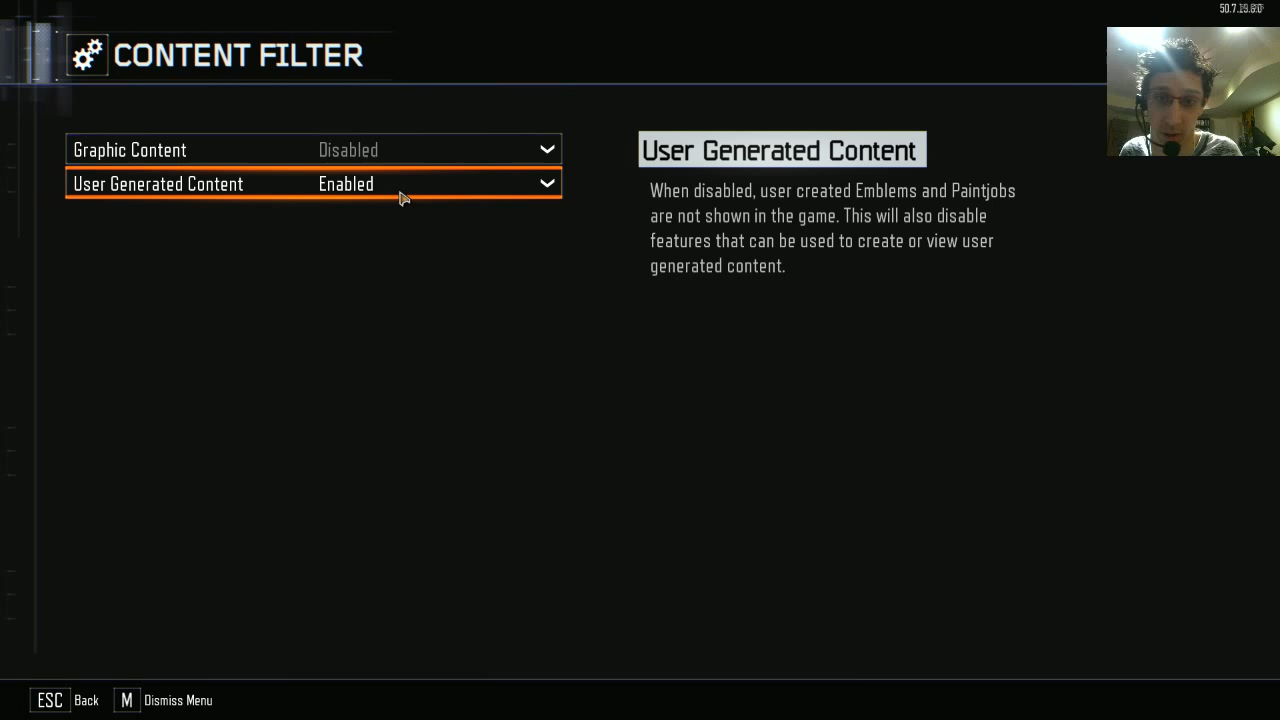 CONTENT FILTER
Graphic Content Disabled
User Generated Content Enabled
User Generated Content
When disabled, user created Emblems and Paintjobs
are not shown in the game. This will also disable
features that can be used to create or view user
generated content.
ESC Back M Dismiss Menu